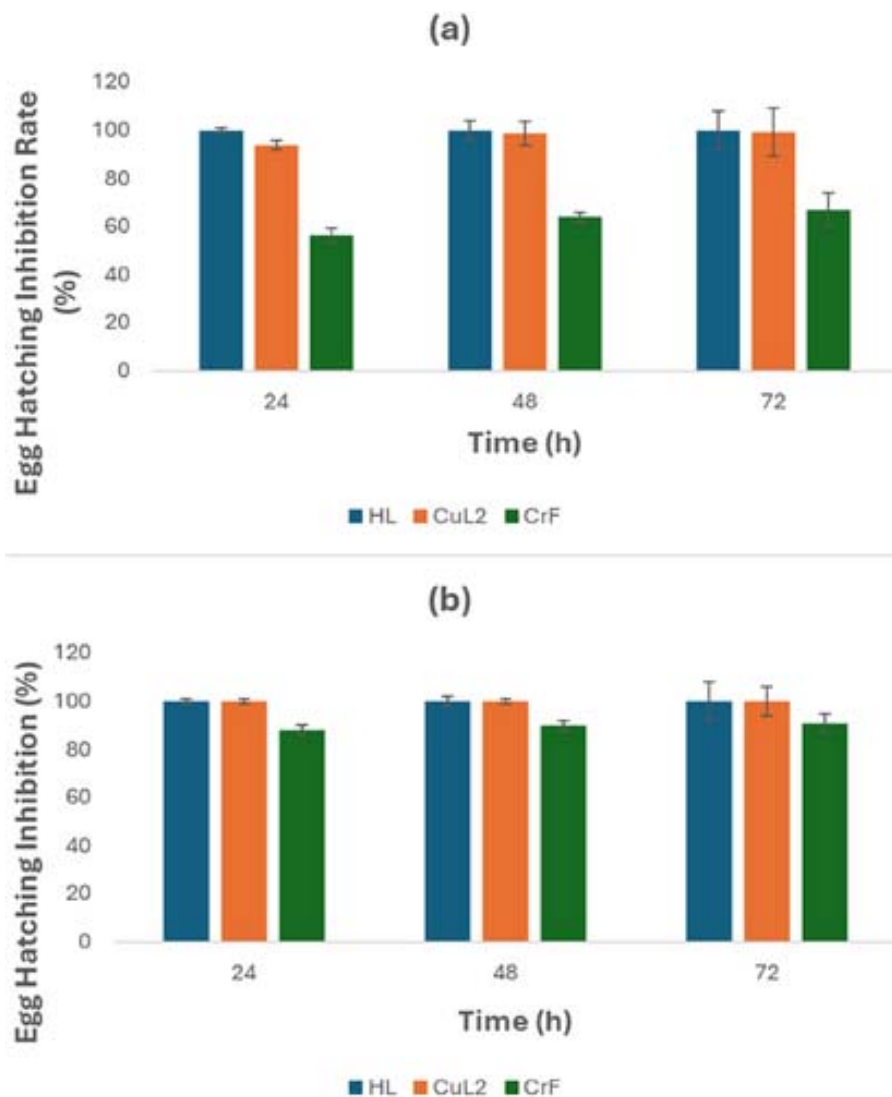 (a)
Egg Hatching Inhibition Rate
(%)
120
100
80
60
40
20
0
24 48 72
Time (h)
HL CuL2 CrF
(b)
Egg Hatching Inhibition (%)
120
100
80
60
40
20
0
24 48 72
Time (h)
HL CuL2 CrF